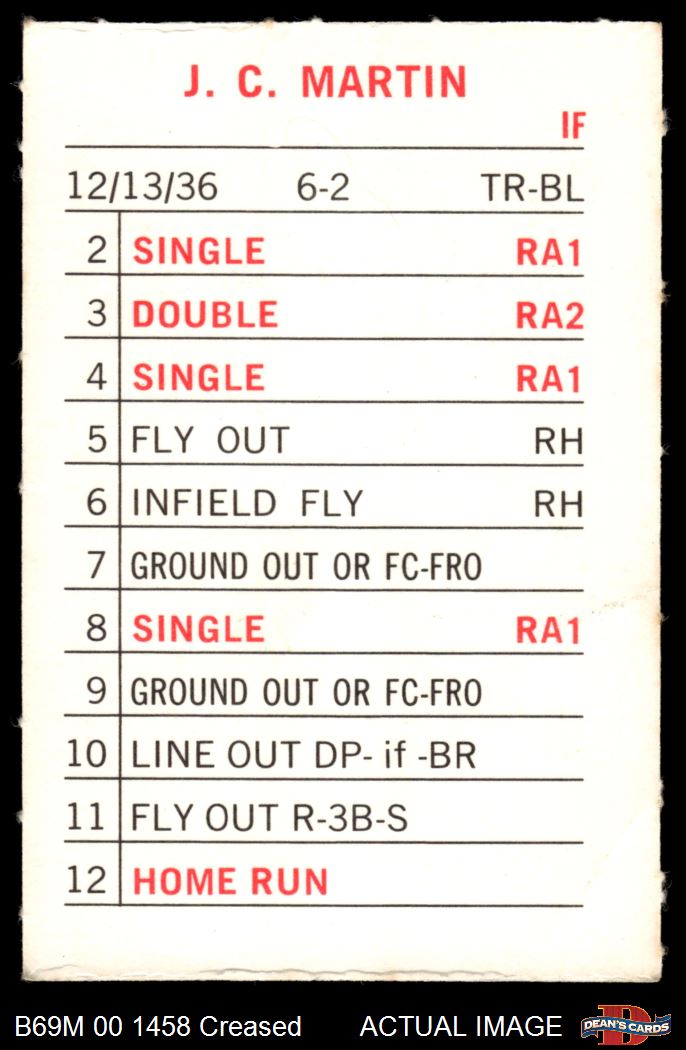 J. C. MARTIN
IF
12/13/36 6-2 TR-BL
2 SINGLE RA1
3 DOUBLE RA2
4 SINGLE RA1
5 FLY OUT RH
6 INFIELD FLY RH
7 GROUND OUT OR FC-FRO
8 SINGLE RA1
9 GROUND OUT OR FC-FRO
10 LINE OUT DP- if -BR
11 FLY OUT R-3B-S
12 HOME RUN
B69M 00 1458 Creased ACTUAL IMAGE DEAN'S CARDS